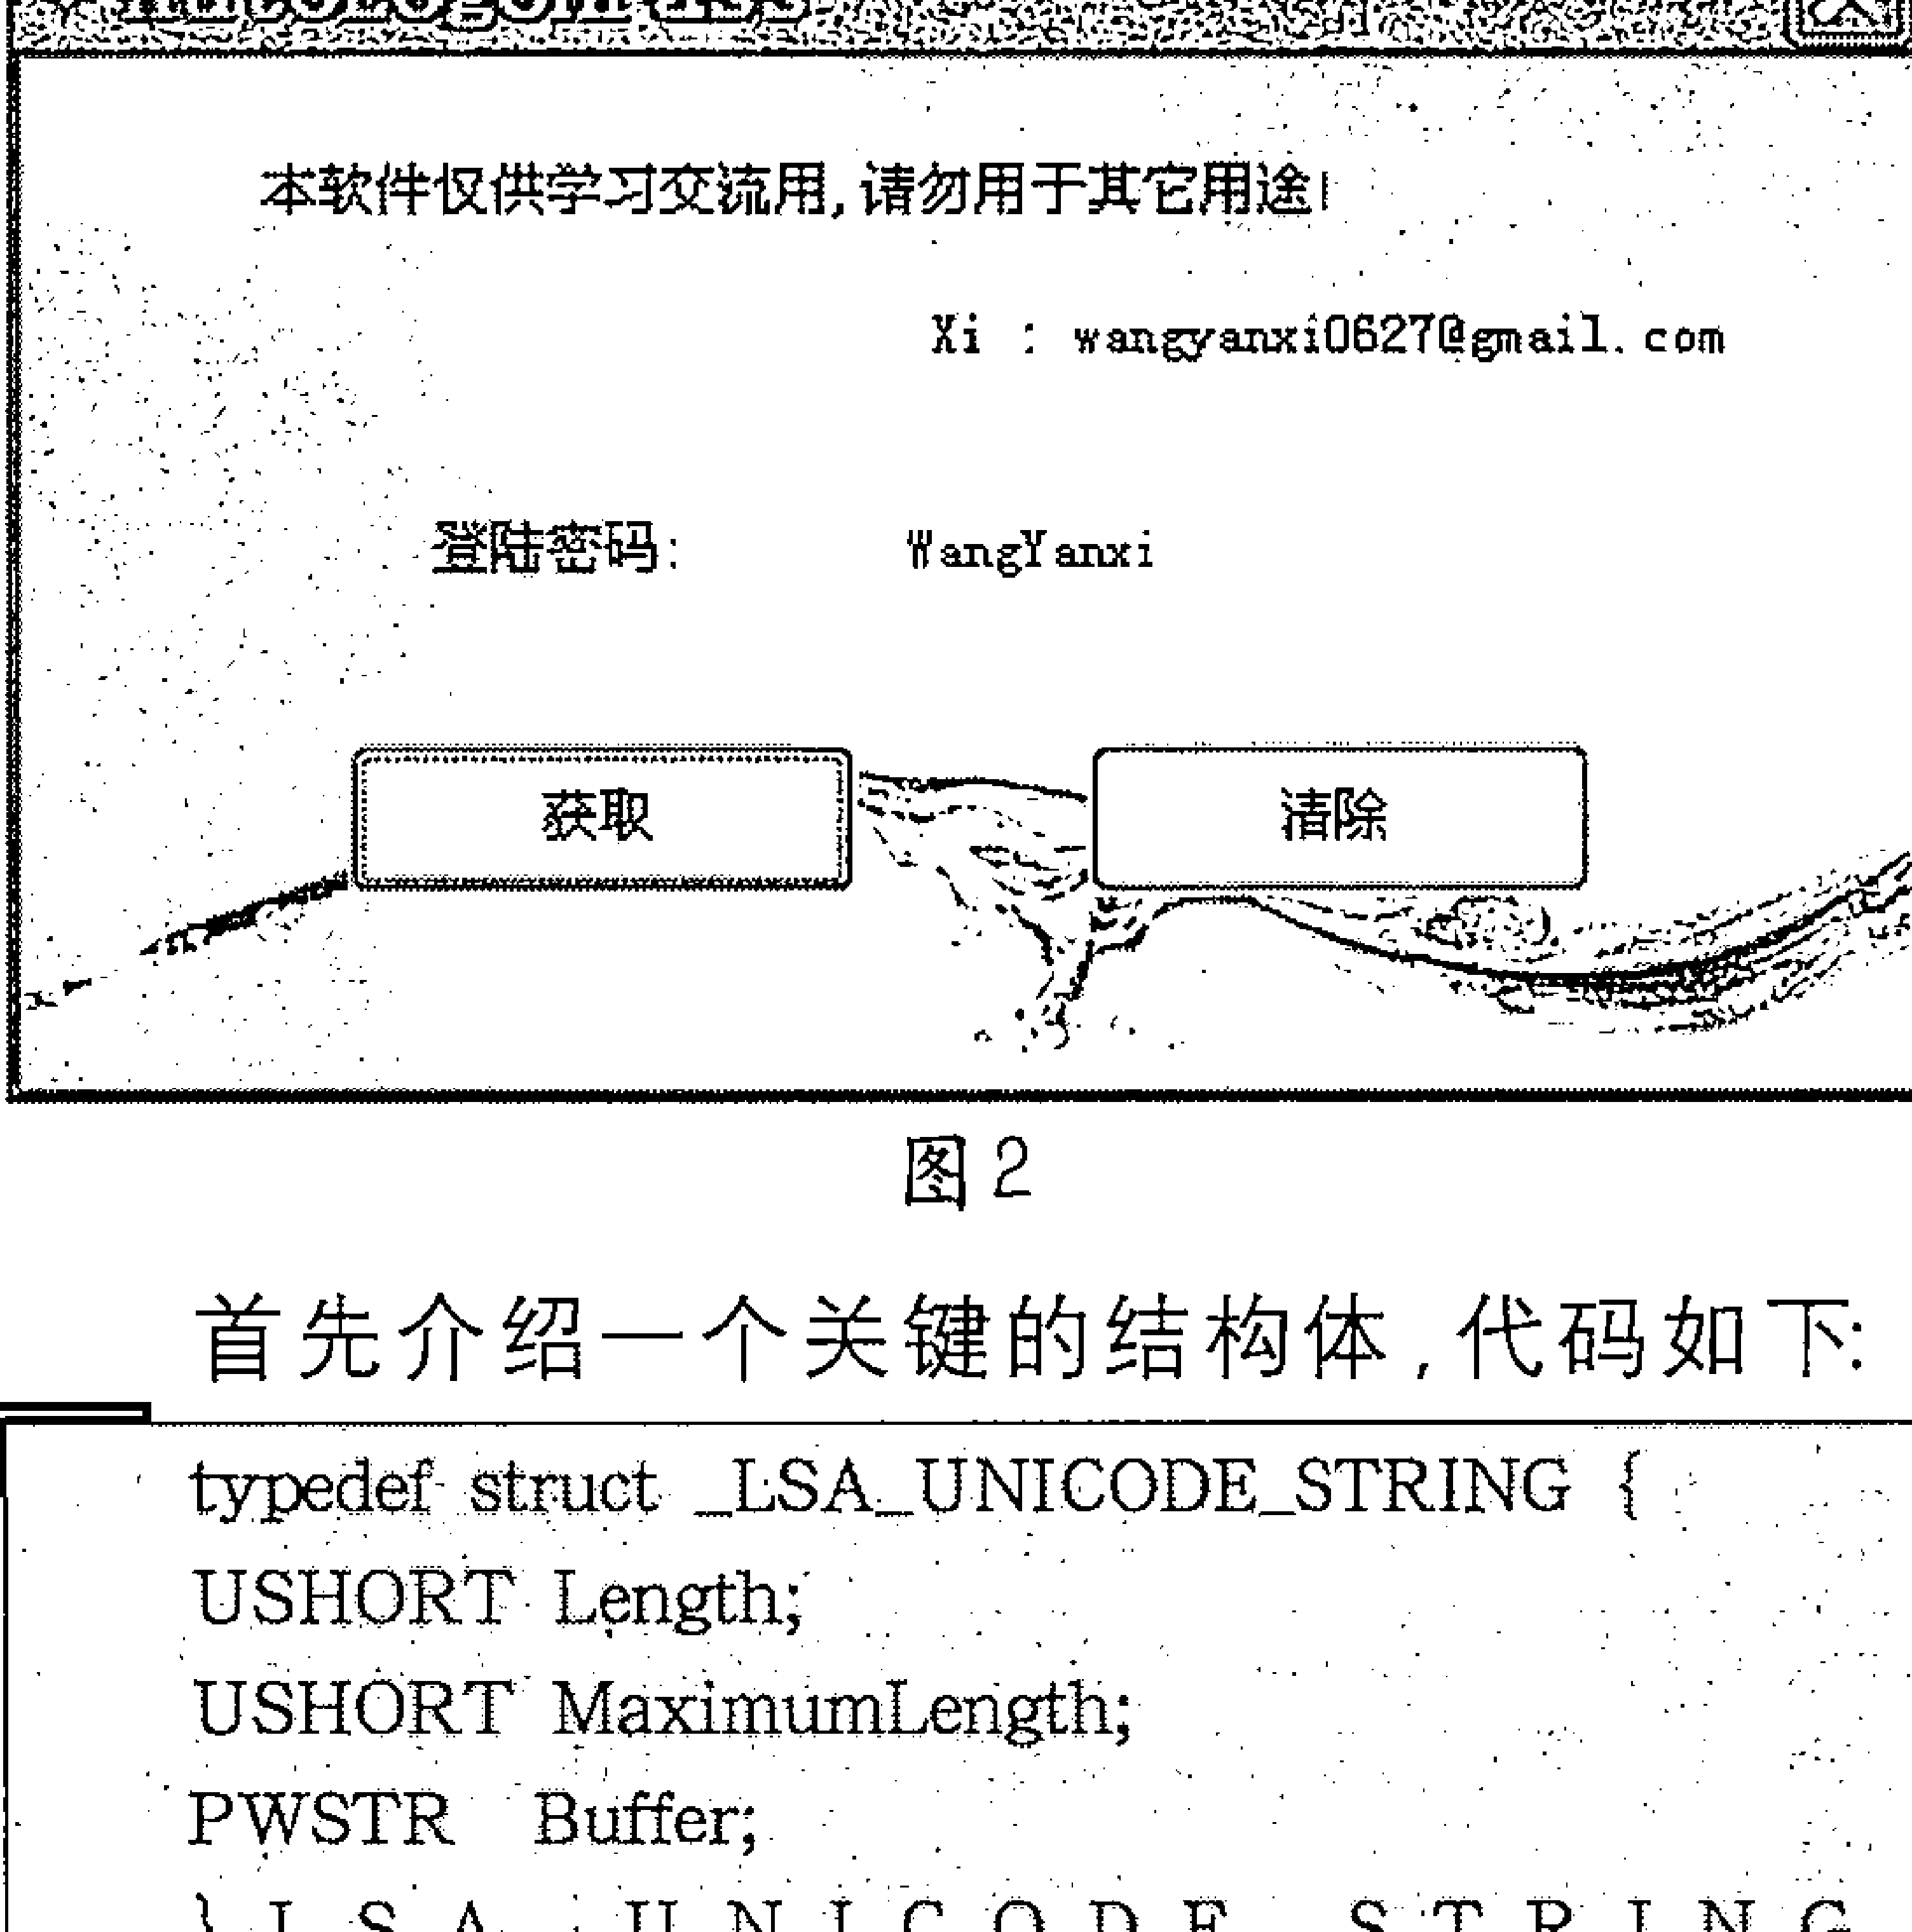 本软件仅供学习交流用,请勿用于其它用途!
Xi : wangyanxi0627@gmail.com
登陆密码: WangYanxi
获取 清除
图2
首先介绍一个关键的结构体,代码如下:
typedef struct _LSA_UNICODE_STRING {
USHORT Length;
USHORT MaximumLength;
PWSTR Buffer;
} L S A _ U N I C O D E _ S T R I N G